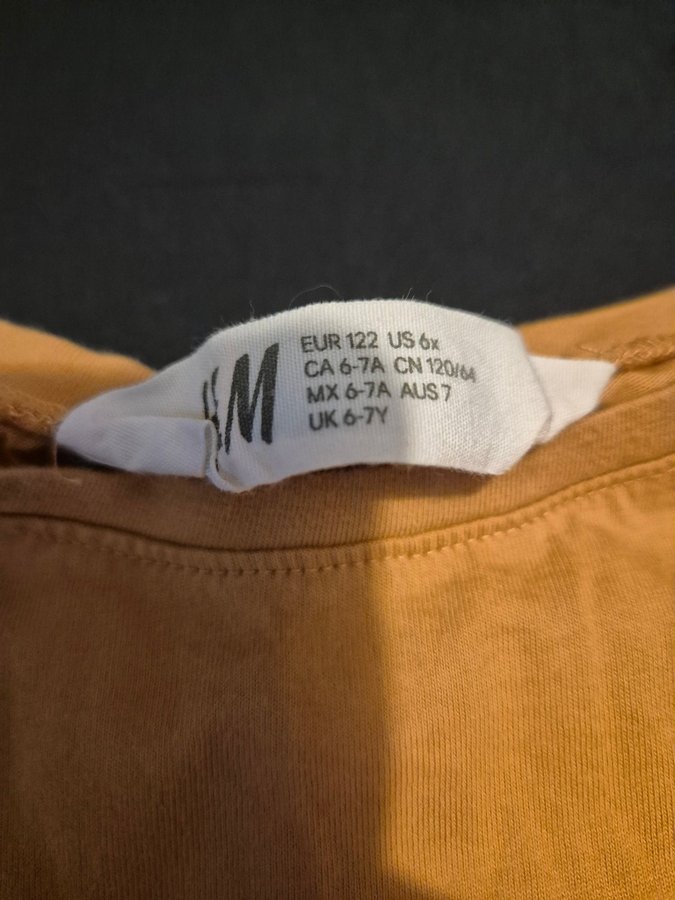 M
EUR 122 US 6x
CA 6-7A CN 120/64
MX 6-7A AUS 7
UK 6-7Y